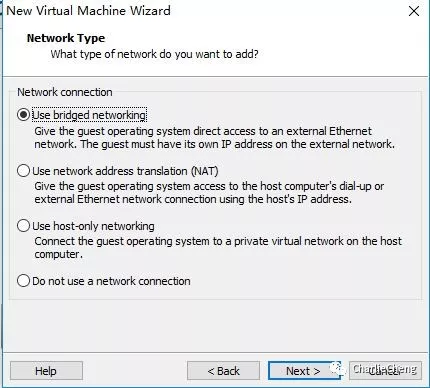 New Virtual Machine Wizard
Network Type
What type of network do you want to add?
Network connection
Use bridged networking
Give the guest operating system direct access to an external Ethernet
network. The guest must have its own IP address on the external network.
Use network address translation (NAT)
Give the guest operating system access to the host computer's dial-up or
external Ethernet network connection using the host's IP address.
Use host-only networking
Connect the guest operating system to a private virtual network on the host
computer.
Do not use a network connection
Help
< Back
Next >
Cancel
CharlieCheng